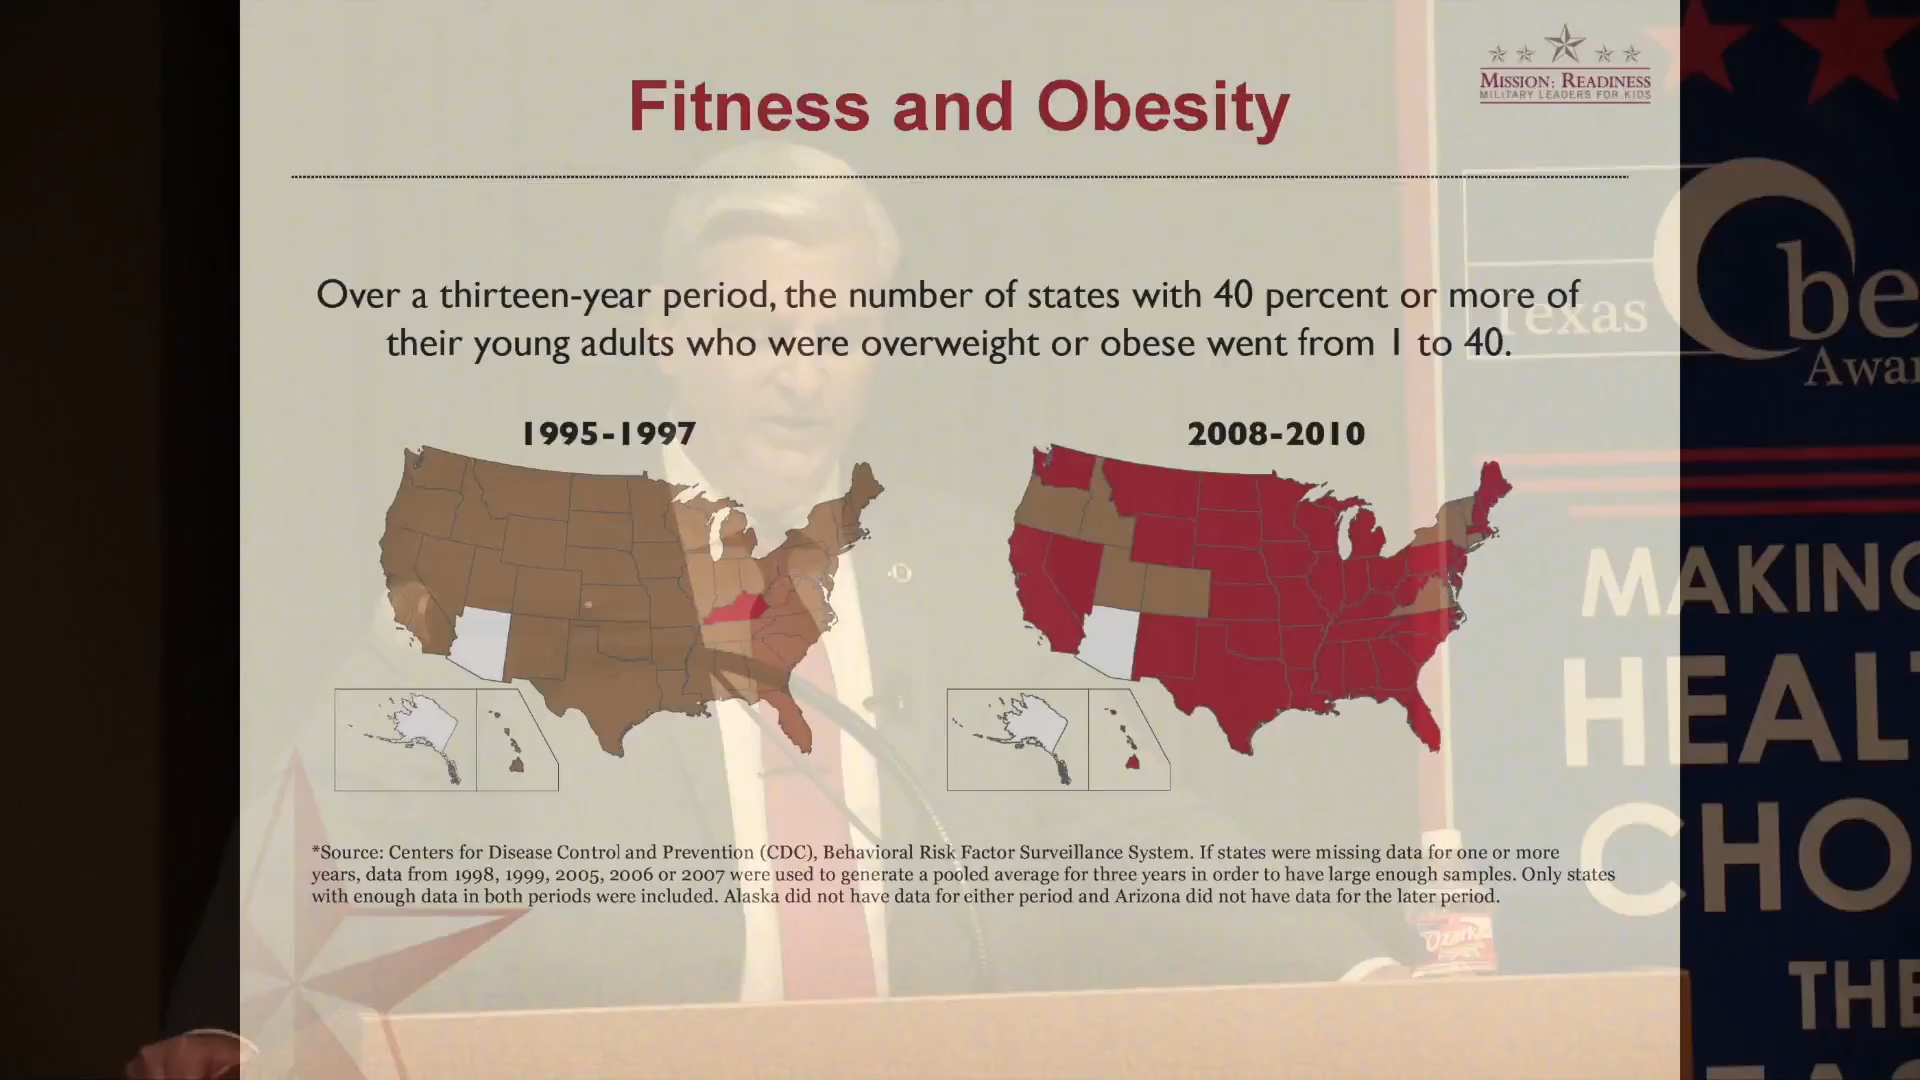 MISSION: READINESS
MILITARY LEADERS FOR KIDS
Fitness and Obesity
Over a thirteen-year period, the number of states with 40 percent or more of
their young adults who were overweight or obese went from 1 to 40.
1995-1997
2008-2010
*Source: Centers for Disease Control and Prevention (CDC), Behavioral Risk Factor Surveillance System. If states were missing data for one or more
years, data from 1998, 1999, 2005, 2006 or 2007 were used to generate a pooled average for three years in order to have large enough samples. Only states
with enough data in both periods were included. Alaska did not have data for either period and Arizona did not have data for the later period.
Texas
Obe
Awar
MAKING
HEALT
CHO
THE
EAS
Ozarka